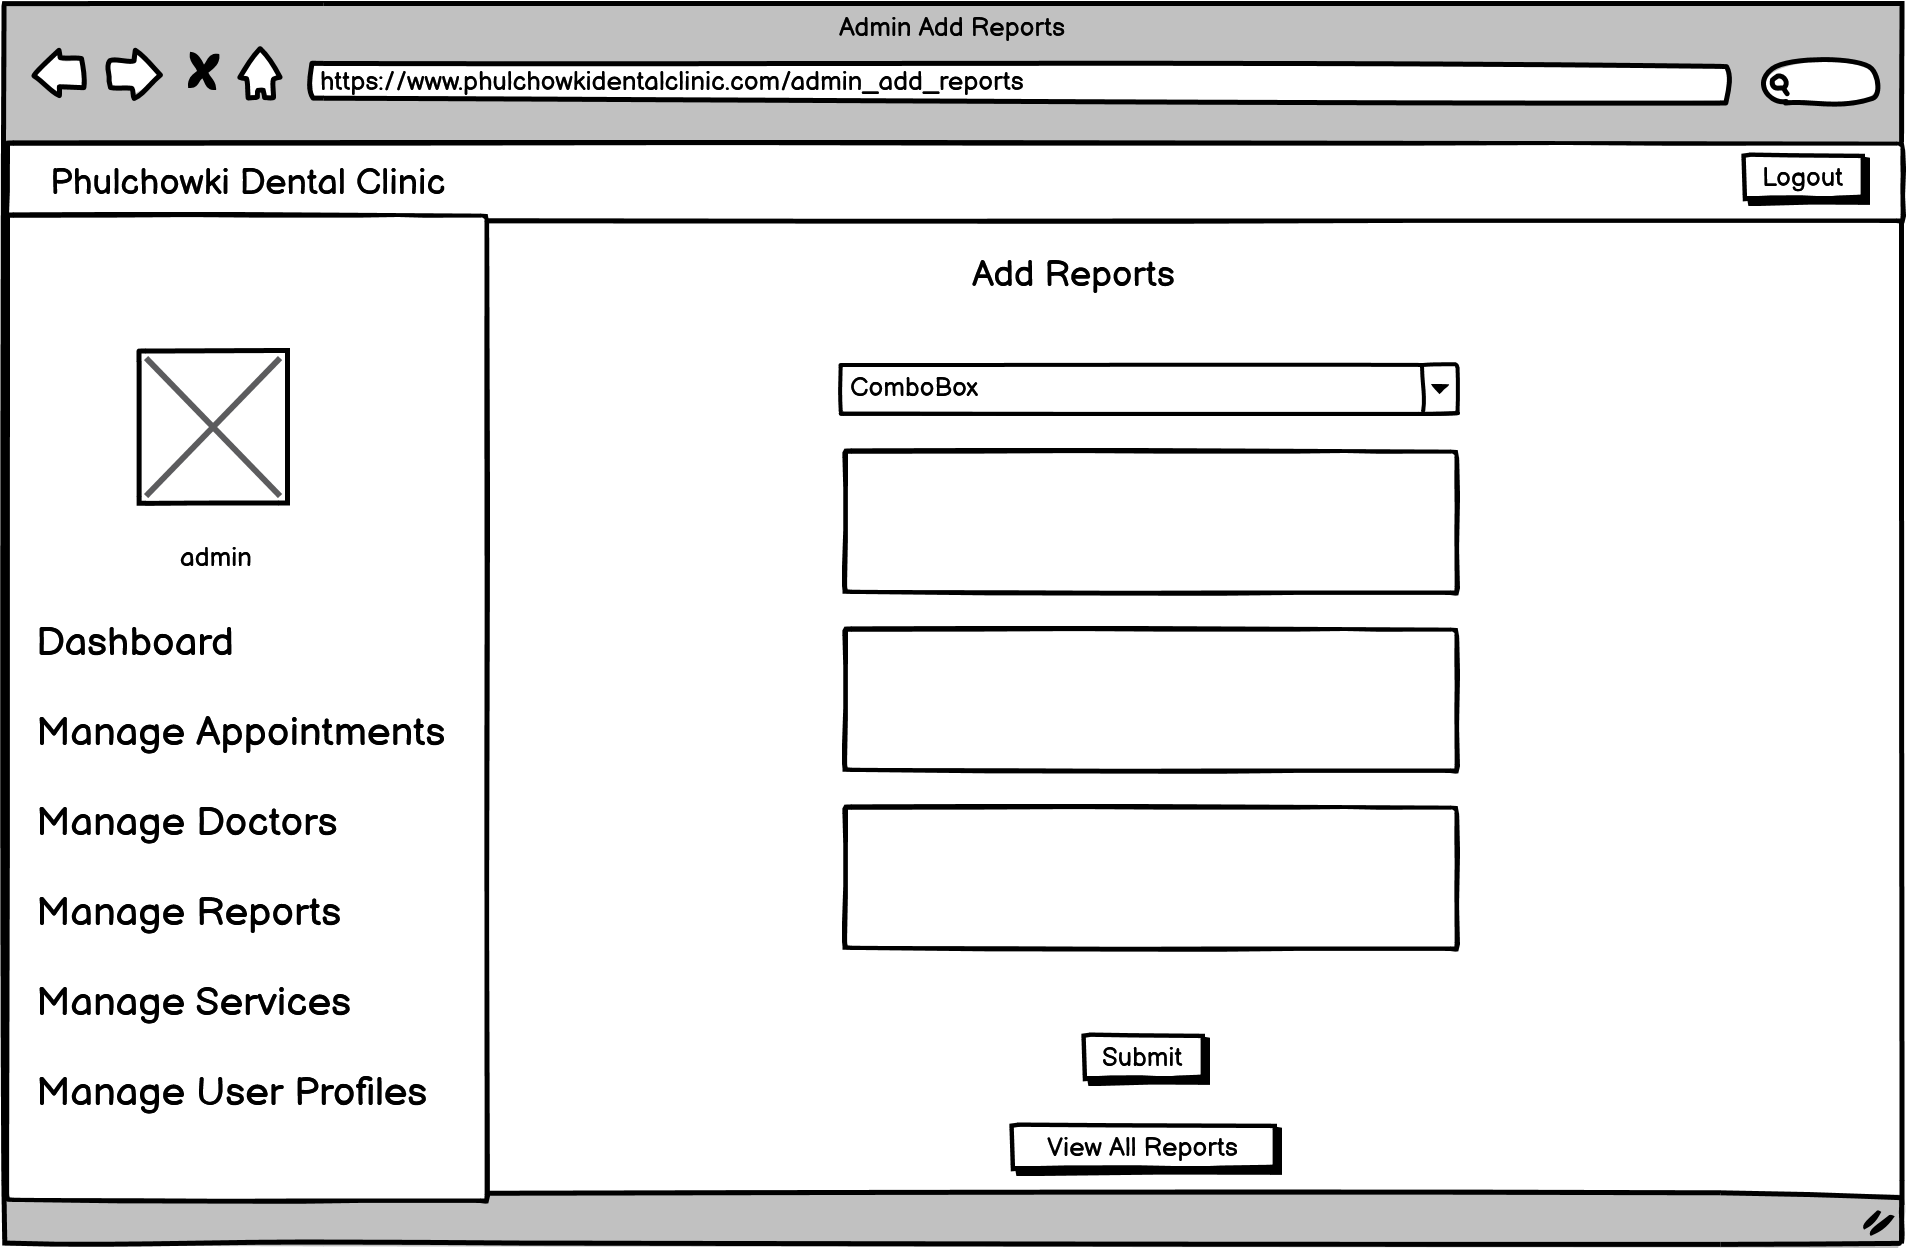 Admin Add Reports
https://www.phulchowkidentalclinic.com/admin_add_reports
Phulchowki Dental Clinic
Logout
Add Reports
ComboBox
admin
Dashboard
Manage Appointments
Manage Doctors
Manage Reports
Manage Services
Manage User Profiles
Submit
View All Reports